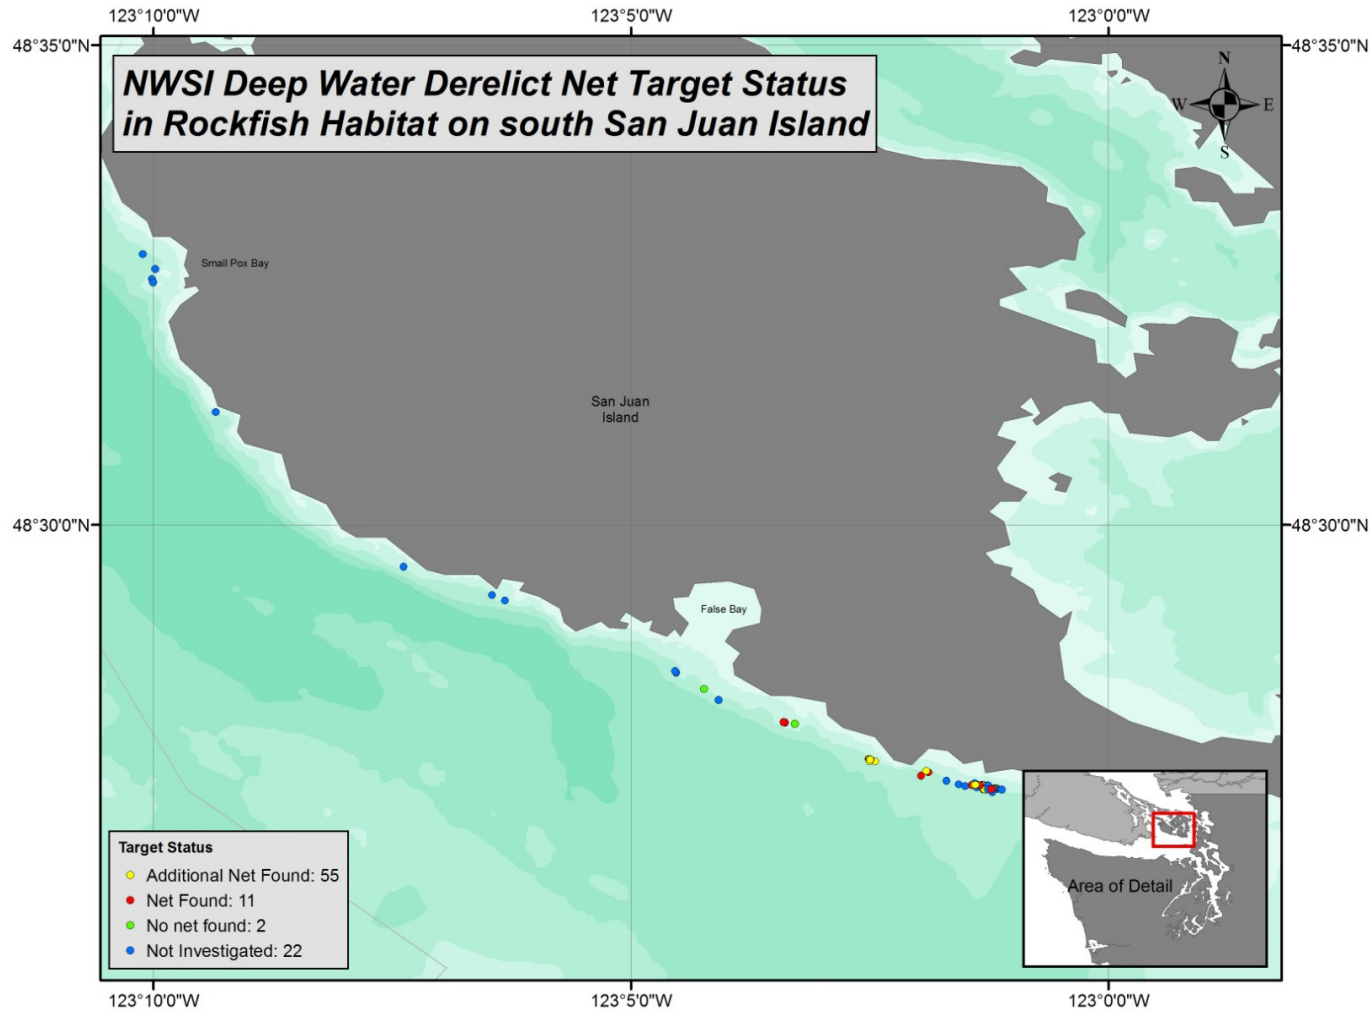 123°10'0"W 123°5'0"W 123°0'0"W
48°35'0"N 48°35'0"N
NWSI Deep Water Derelict Net Target Status
in Rockfish Habitat on south San Juan Island
N
W E
S
Small Pox Bay
San Juan
Island
48°30'0"N 48°30'0"N
False Bay
Target Status
Additional Net Found: 55
Net Found: 11
No net found: 2
Not Investigated: 22
Area of Detail
123°10'0"W 123°5'0"W 123°0'0"W